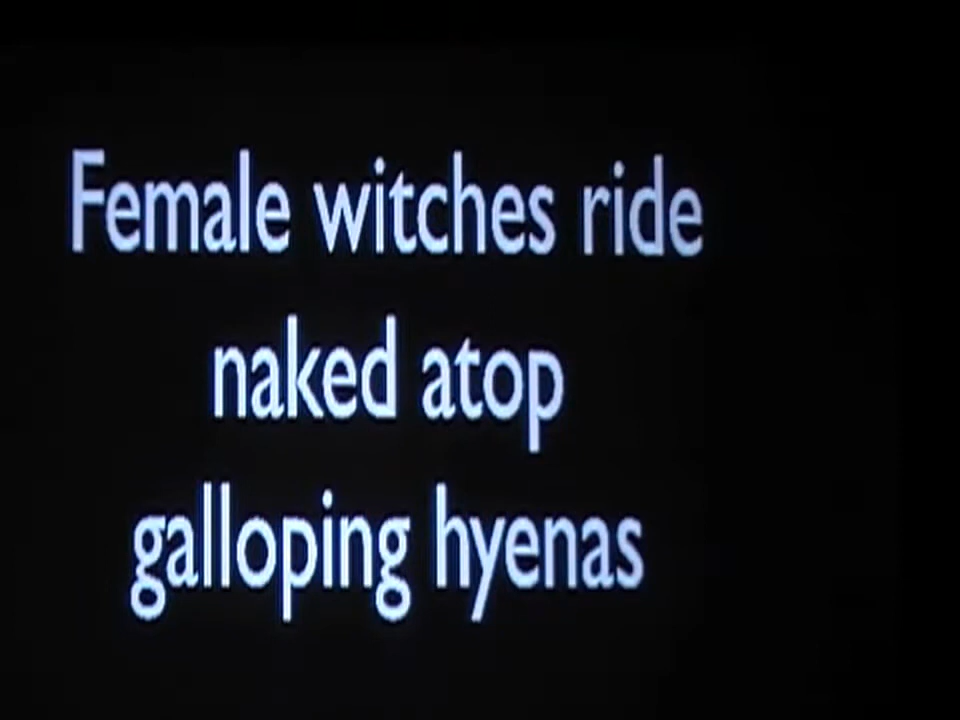 Female witches ride
naked atop
galloping hyenas